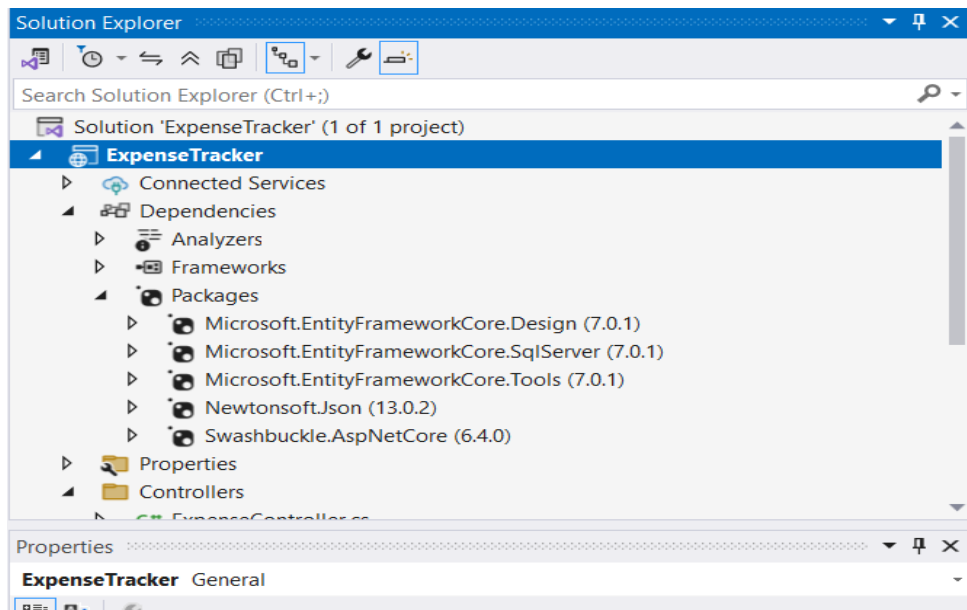 Solution Explorer
Search Solution Explorer (Ctrl+;)
Solution 'ExpenseTracker' (1 of 1 project)
ExpenseTracker
Connected Services
Dependencies
Analyzers
Frameworks
Packages
Microsoft.EntityFrameworkCore.Design (7.0.1)
Microsoft.EntityFrameworkCore.SqlServer (7.0.1)
Microsoft.EntityFrameworkCore.Tools (7.0.1)
Newtonsoft.Json (13.0.2)
Swashbuckle.AspNetCore (6.4.0)
Properties
Controllers
C# ExpenseController.cs
Properties
ExpenseTracker General